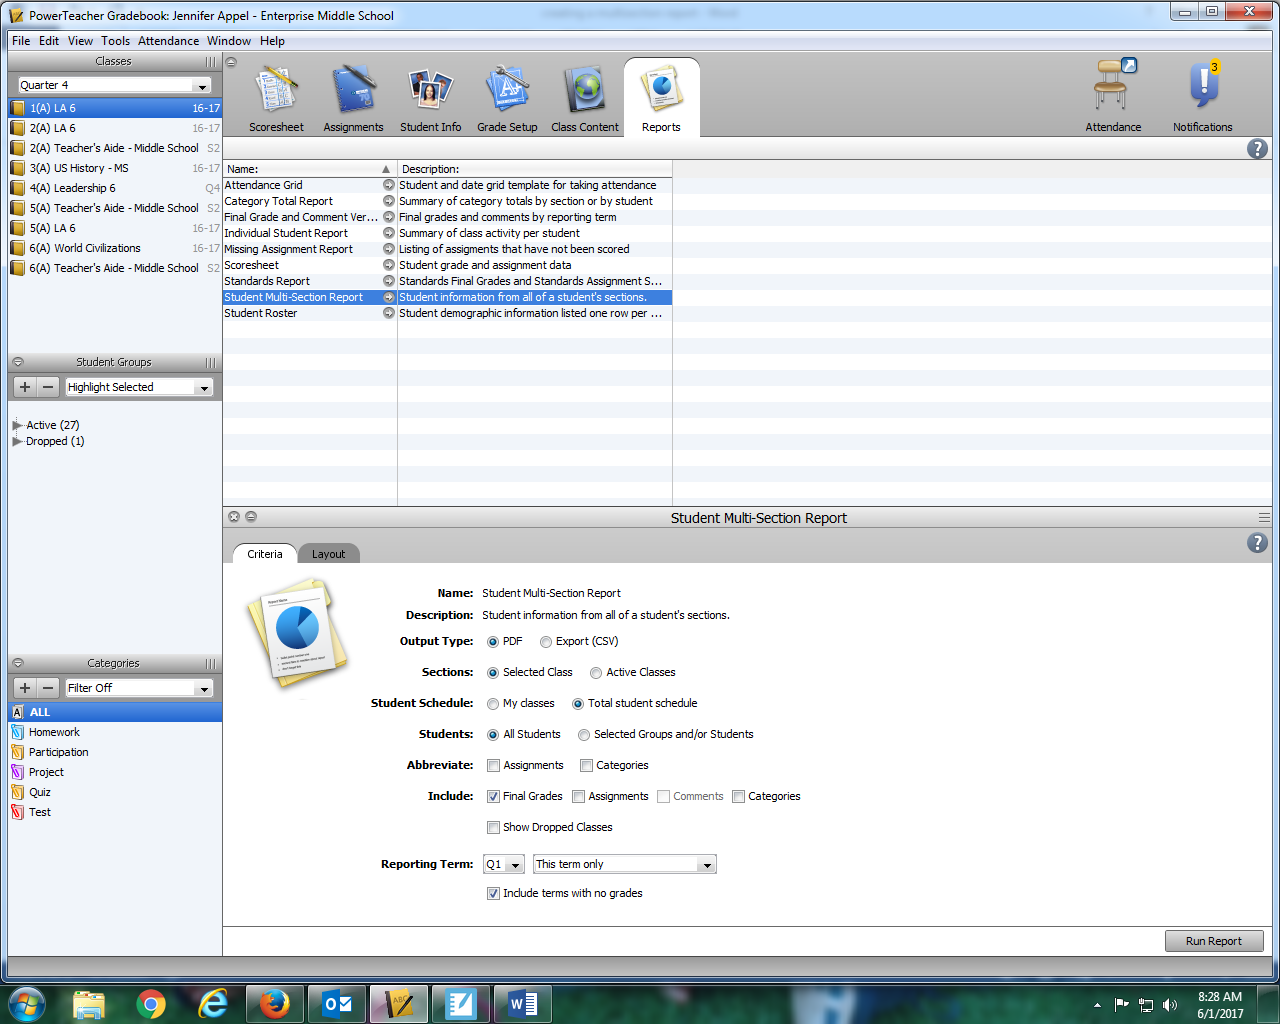 PowerTeacher Gradebook: Jennifer Appel - Enterprise Middle School
File Edit View Tools Attendance Window Help
Classes
Quarter 4
1(A) LA 6 16-17
2(A) LA 6 16-17
2(A) Teacher's Aide - Middle School S2
3(A) US History - MS 16-17
4(A) Leadership 6 Q4
5(A) Teacher's Aide - Middle School S2
5(A) LA 6 16-17
6(A) World Civilizations 16-17
6(A) Teacher's Aide - Middle School S2
Student Groups
Highlight Selected
Active (27)
Dropped (1)
Categories
Filter Off
ALL
Homework
Participation
Project
Quiz
Test
Scoresheet Assignments Student Info Grade Setup Class Content Reports Attendance Notifications
3
Name: Description:
Attendance Grid Student and date grid template for taking attendance
Category Total Report Summary of category totals by section or by student
Final Grade and Comment Ver... Final grades and comments by reporting term
Individual Student Report Summary of class activity per student
Missing Assignment Report Listing of assigments that have not been scored
Scoresheet Student grade and assignment data
Standards Report Standards Final Grades and Standards Assignment S...
Student Multi-Section Report Student information from all of a student's sections.
Student Roster Student demographic information listed one row per ...
Student Multi-Section Report
Criteria Layout
Name: Student Multi-Section Report
Description: Student information from all of a student's sections.
Output Type: PDF Export (CSV)
Sections: Selected Class Active Classes
Student Schedule: My classes Total student schedule
Students: All Students Selected Groups and/or Students
Abbreviate: Assignments Categories
Include: Final Grades Assignments Comments Categories
Show Dropped Classes
Reporting Term: Q1 This term only
Include terms with no grades
Run Report
8:28 AM
6/1/2017